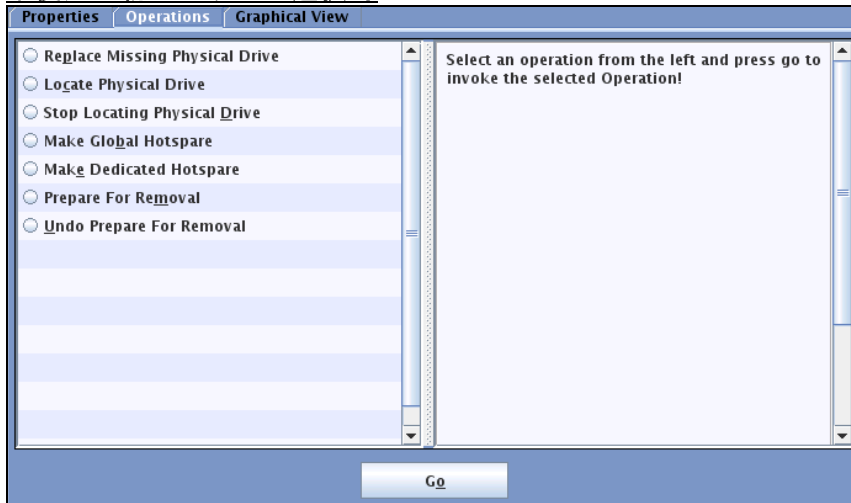 Properties Operations Graphical View
Replace Missing Physical Drive
Locate Physical Drive
Stop Locating Physical Drive
Make Global Hotspare
Make Dedicated Hotspare
Prepare For Removal
Undo Prepare For Removal
Select an operation from the left and press go to
invoke the selected Operation!
Go